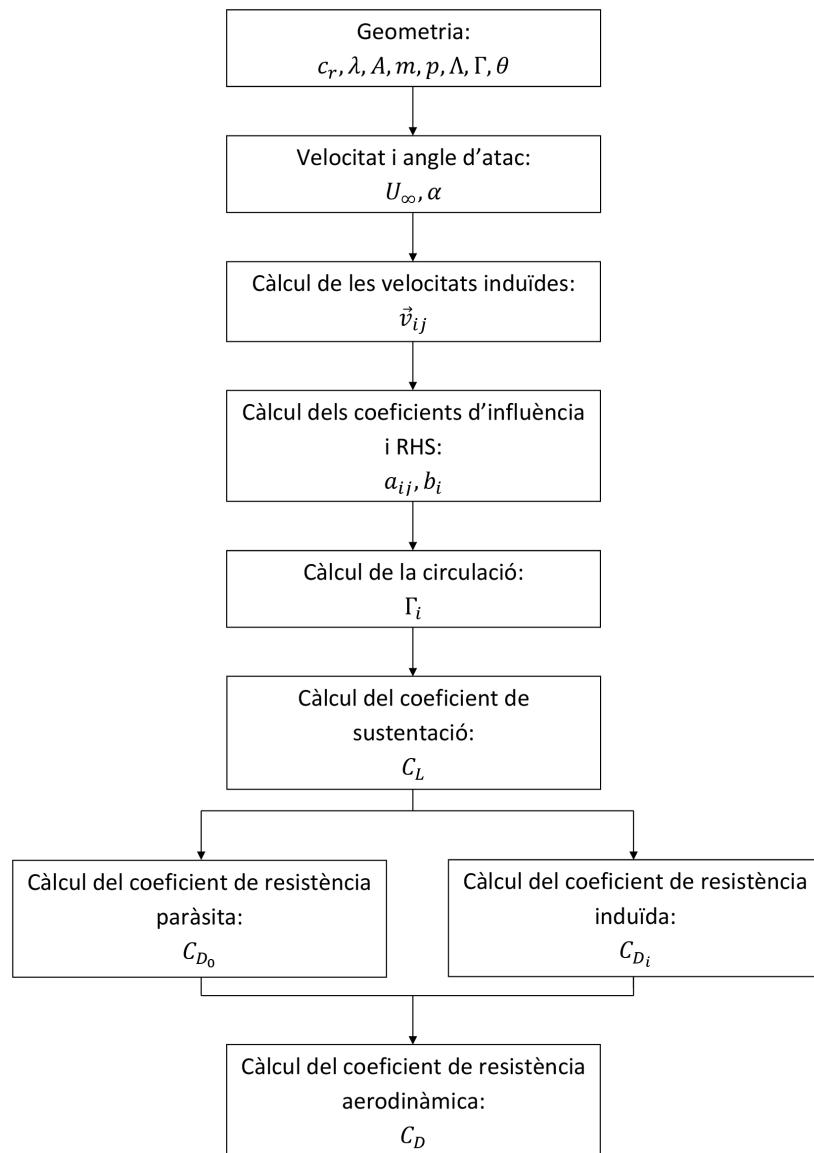 Geometria:
c_r, λ, A, m, p, Λ, Γ, θ
Velocitat i angle d'atac:
U_∞, α
Càlcul de les velocitats induïdes:
v⃗_ij
Càlcul dels coeficients d'influència
i RHS:
a_ij, b_i
Càlcul de la circulació:
Γ_i
Càlcul del coeficient de
sustentació:
C_L
Càlcul del coeficient de resistència
paràsita:
C_D₀
Càlcul del coeficient de resistència
induïda:
C_D_i
Càlcul del coeficient de resistència
aerodinàmica:
C_D